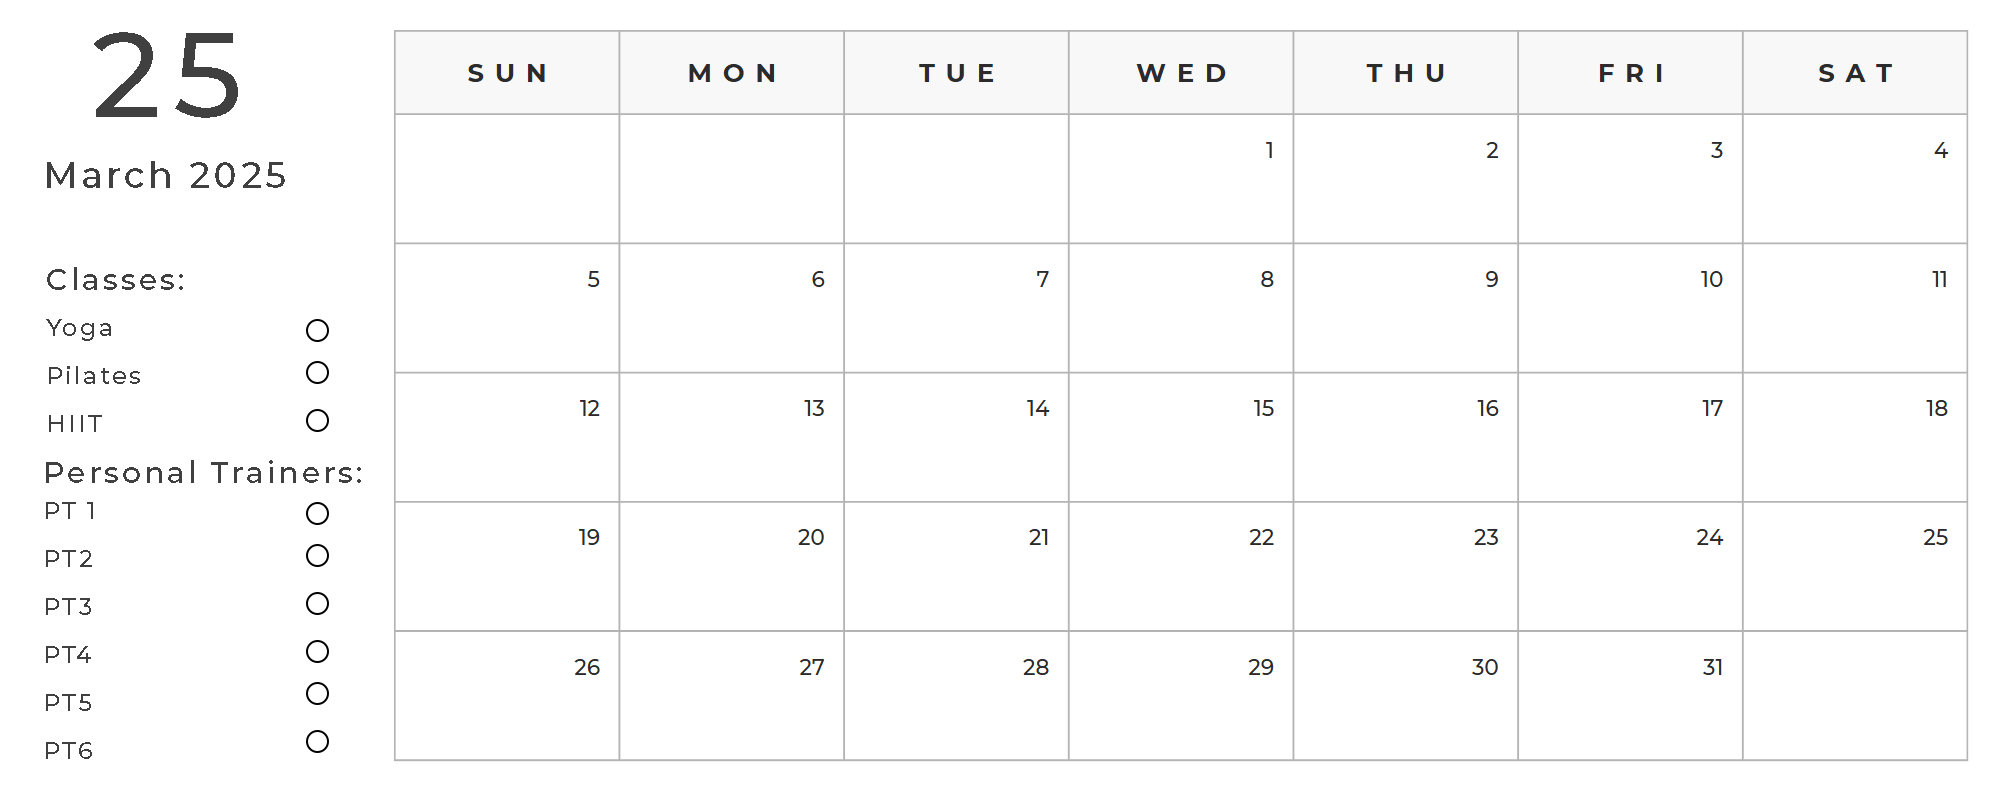 25
March 2025
Classes:
Yoga
Pilates
HIIT
Personal Trainers:
PT 1
PT2
PT3
PT4
PT5
PT6
SUN MON TUE WED THU FRI SAT
1 2 3 4
5 6 7 8 9 10 11
12 13 14 15 16 17 18
19 20 21 22 23 24 25
26 27 28 29 30 31